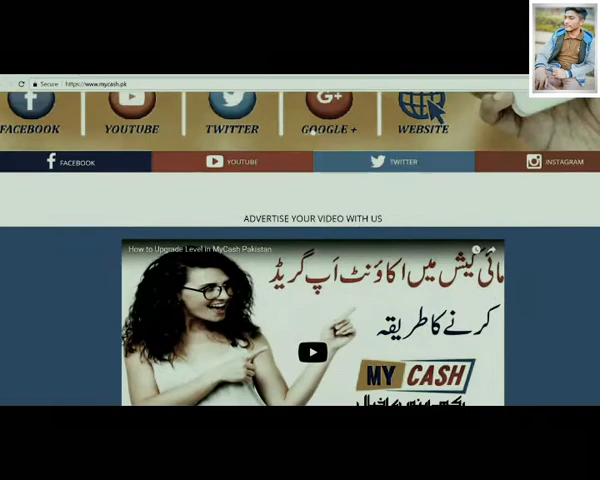 Secure https://www.mycash.pk
FACEBOOK YOUTUBE TWITTER GOOGLE + WEBSITE
FACEBOOK YOUTUBE TWITTER INSTAGRAM
ADVERTISE YOUR VIDEO WITH US
How to Upgrade Level in MyCash Pakistan
مائی کیش میں اکاؤنٹ اَپ گریڈ
کرنے کا طریقہ
MY CASH